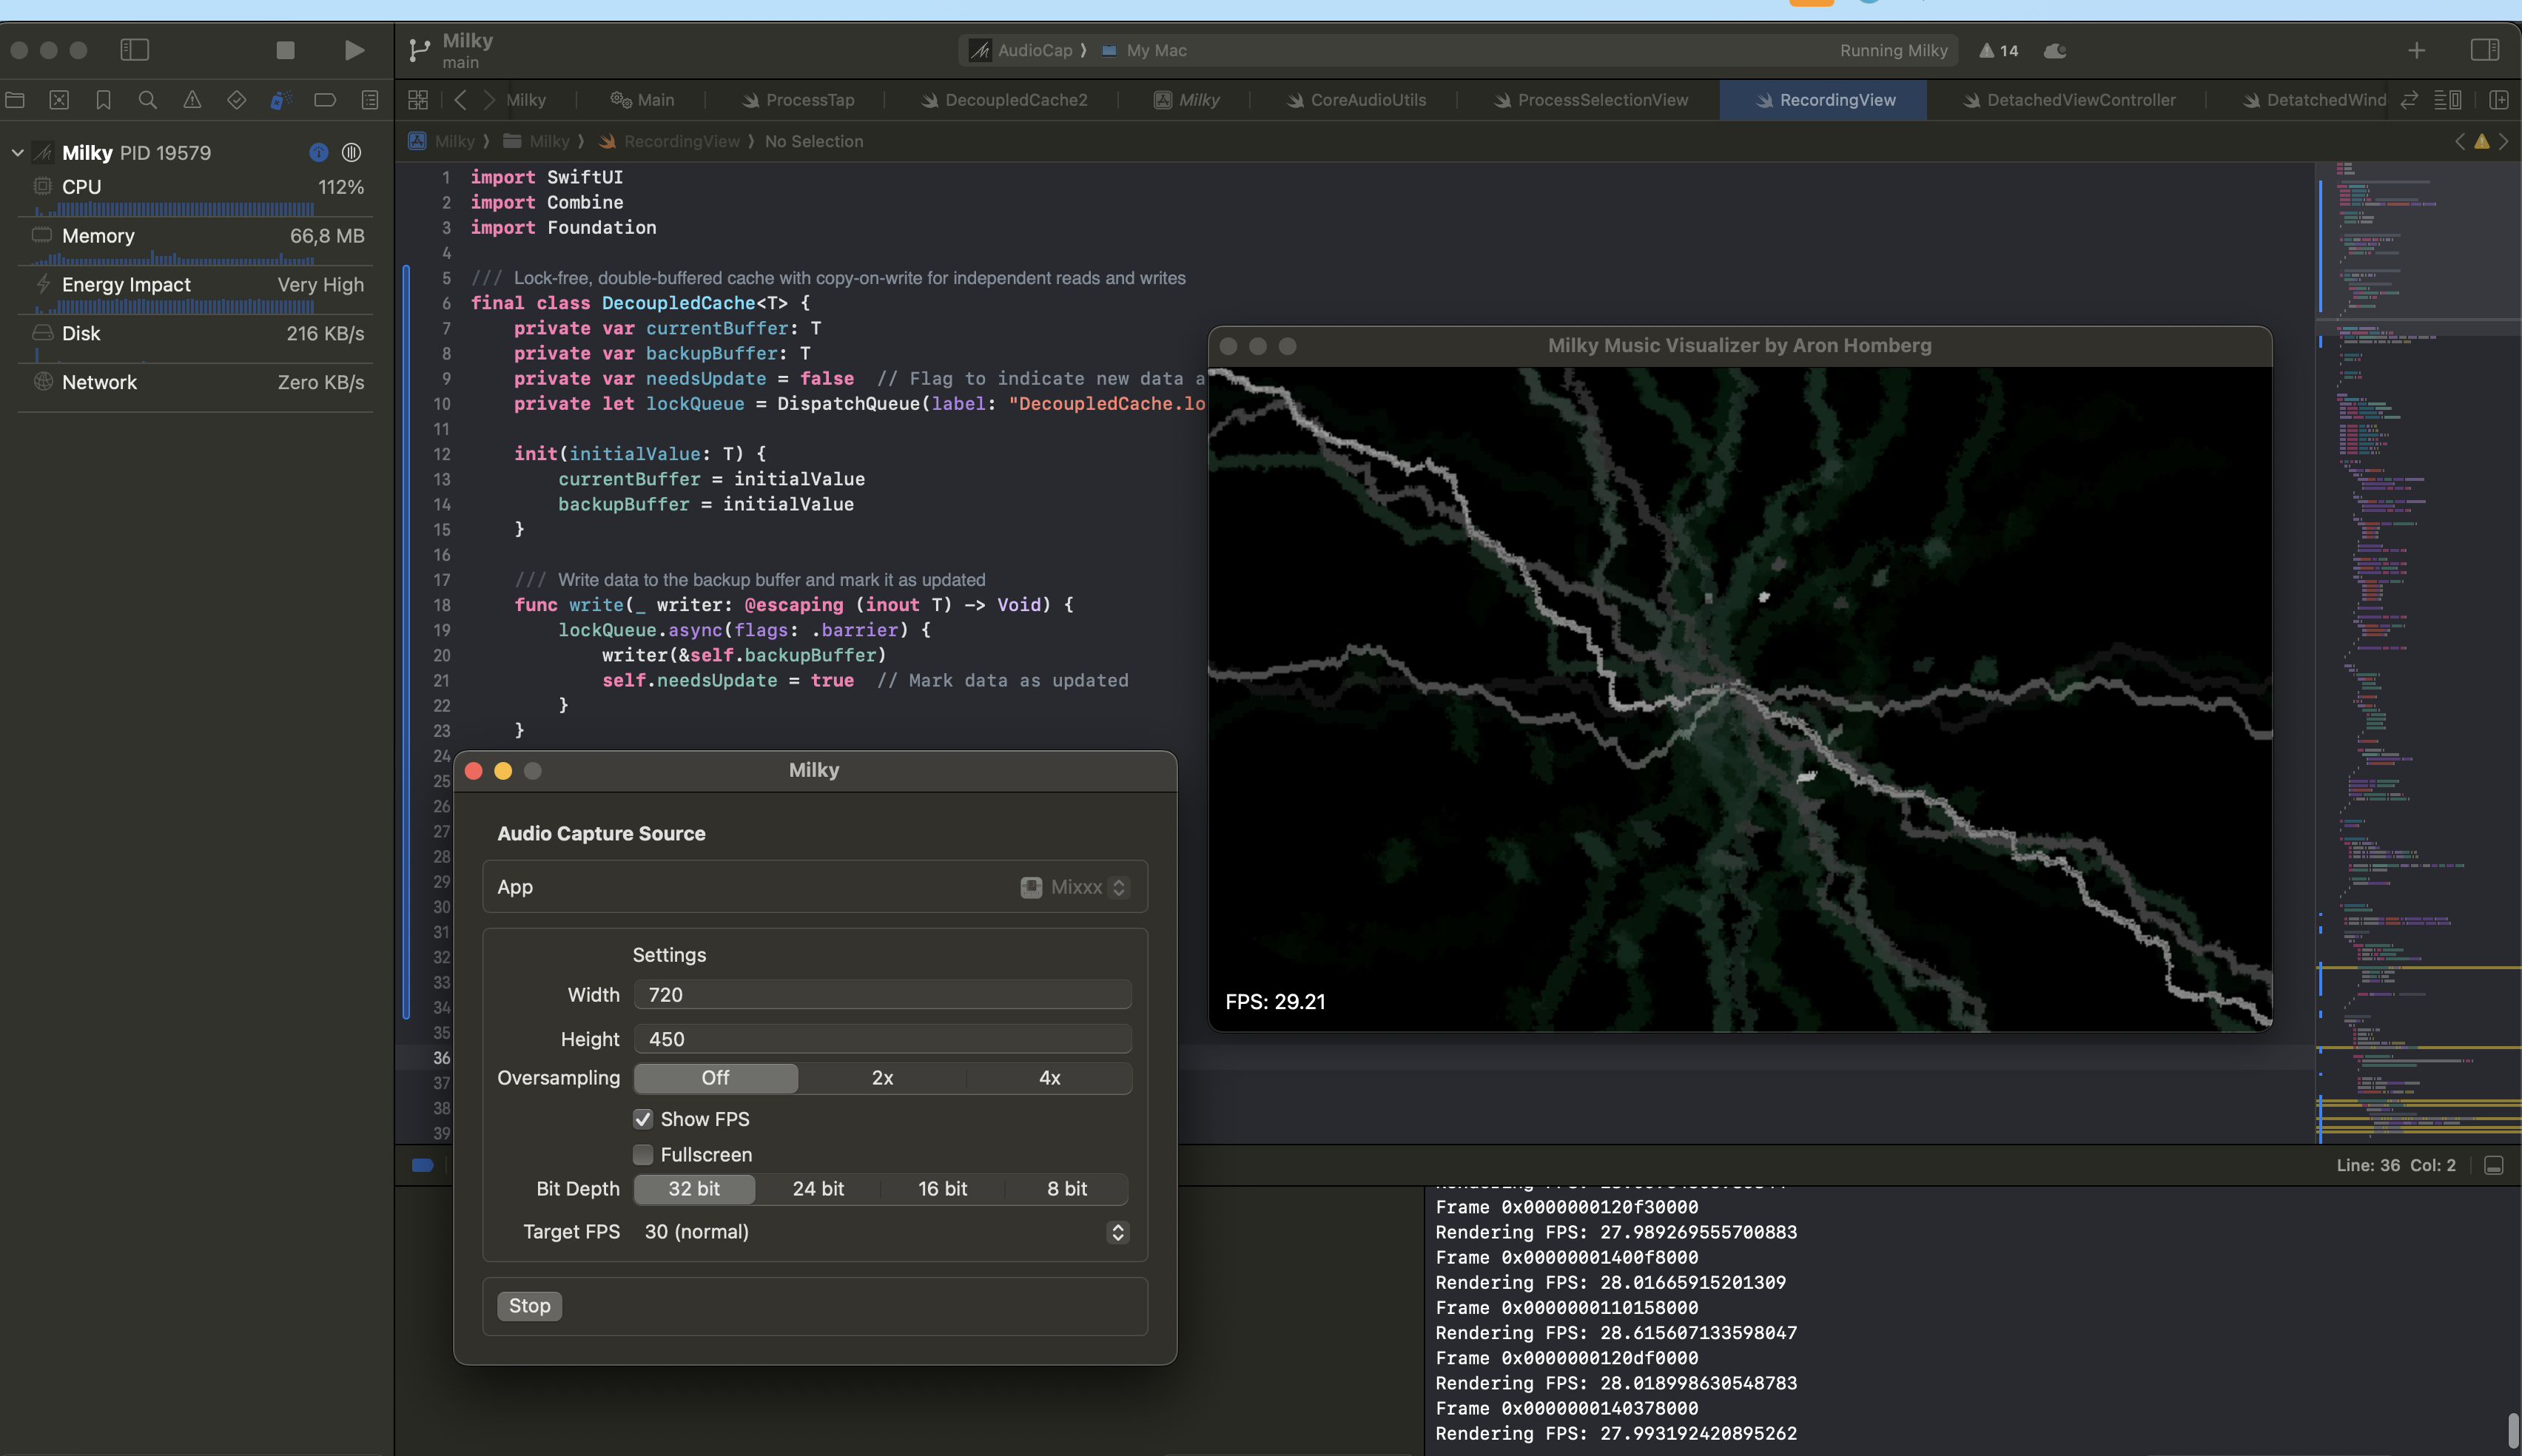 Milky
main
AudioCap ⟩ My Mac
Running Milky
14
Milky
Main
ProcessTap
DecoupledCache2
Milky
CoreAudioUtils
ProcessSelectionView
RecordingView
DetachedViewController
DetatchedWind
Milky PID 19579
CPU 112%
Memory 66,8 MB
Energy Impact Very High
Disk 216 KB/s
Network Zero KB/s
Milky ⟩ Milky ⟩ RecordingView ⟩ No Selection
1 import SwiftUI
2 import Combine
3 import Foundation
4
5 /// Lock-free, double-buffered cache with copy-on-write for independent reads and writes
6 final class DecoupledCache<T> {
7 private var currentBuffer: T
8 private var backupBuffer: T
9 private var needsUpdate = false // Flag to indicate new data a
10 private let lockQueue = DispatchQueue(label: "DecoupledCache.lo
11
12 init(initialValue: T) {
13 currentBuffer = initialValue
14 backupBuffer = initialValue
15 }
16
17 /// Write data to the backup buffer and mark it as updated
18 func write(_ writer: @escaping (inout T) -> Void) {
19 lockQueue.async(flags: .barrier) {
20 writer(&self.backupBuffer)
21 self.needsUpdate = true // Mark data as updated
22 }
23 }
24
25
26
27
28
29
30
31
32
33
34
35
36
37
38
39
Milky Music Visualizer by Aron Homberg
FPS: 29.21
Milky
Audio Capture Source
App Mixxx
Settings
Width 720
Height 450
Oversampling Off 2x 4x
Show FPS
Fullscreen
Bit Depth 32 bit 24 bit 16 bit 8 bit
Target FPS 30 (normal)
Stop
Line: 36 Col: 2
Frame 0x0000000120f30000
Rendering FPS: 27.989269555700883
Frame 0x00000001400f8000
Rendering FPS: 28.01665915201309
Frame 0x0000000110158000
Rendering FPS: 28.615607133598047
Frame 0x0000000120df0000
Rendering FPS: 28.018998630548783
Frame 0x0000000140378000
Rendering FPS: 27.993192420895262